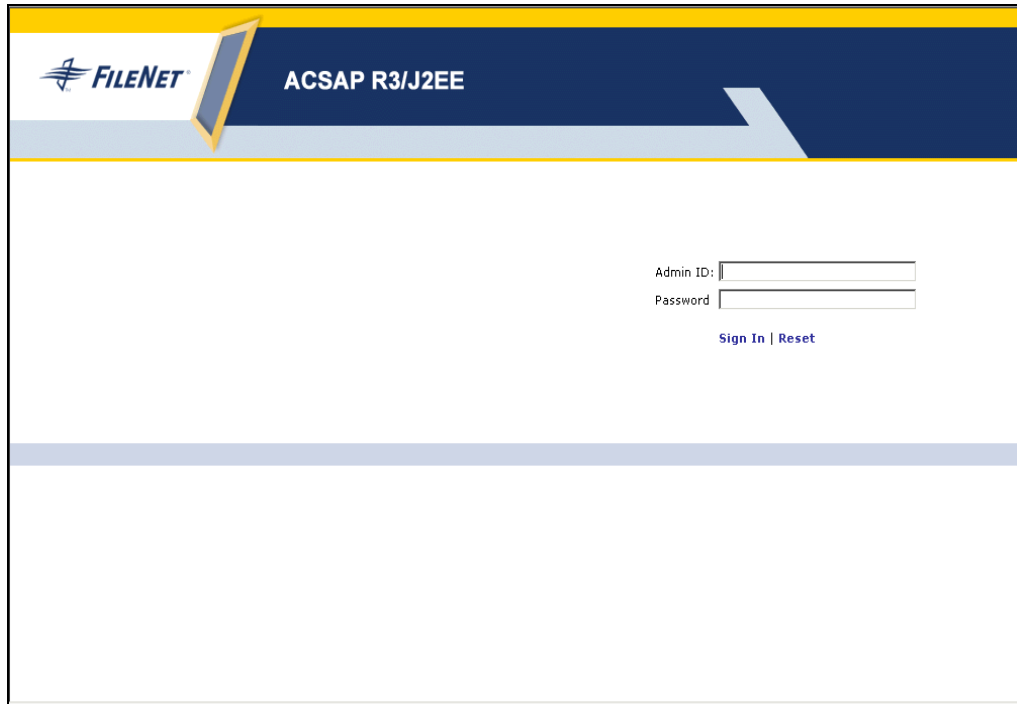 FILENET
ACSAP R3/J2EE
Admin ID:
Password
Sign In | Reset